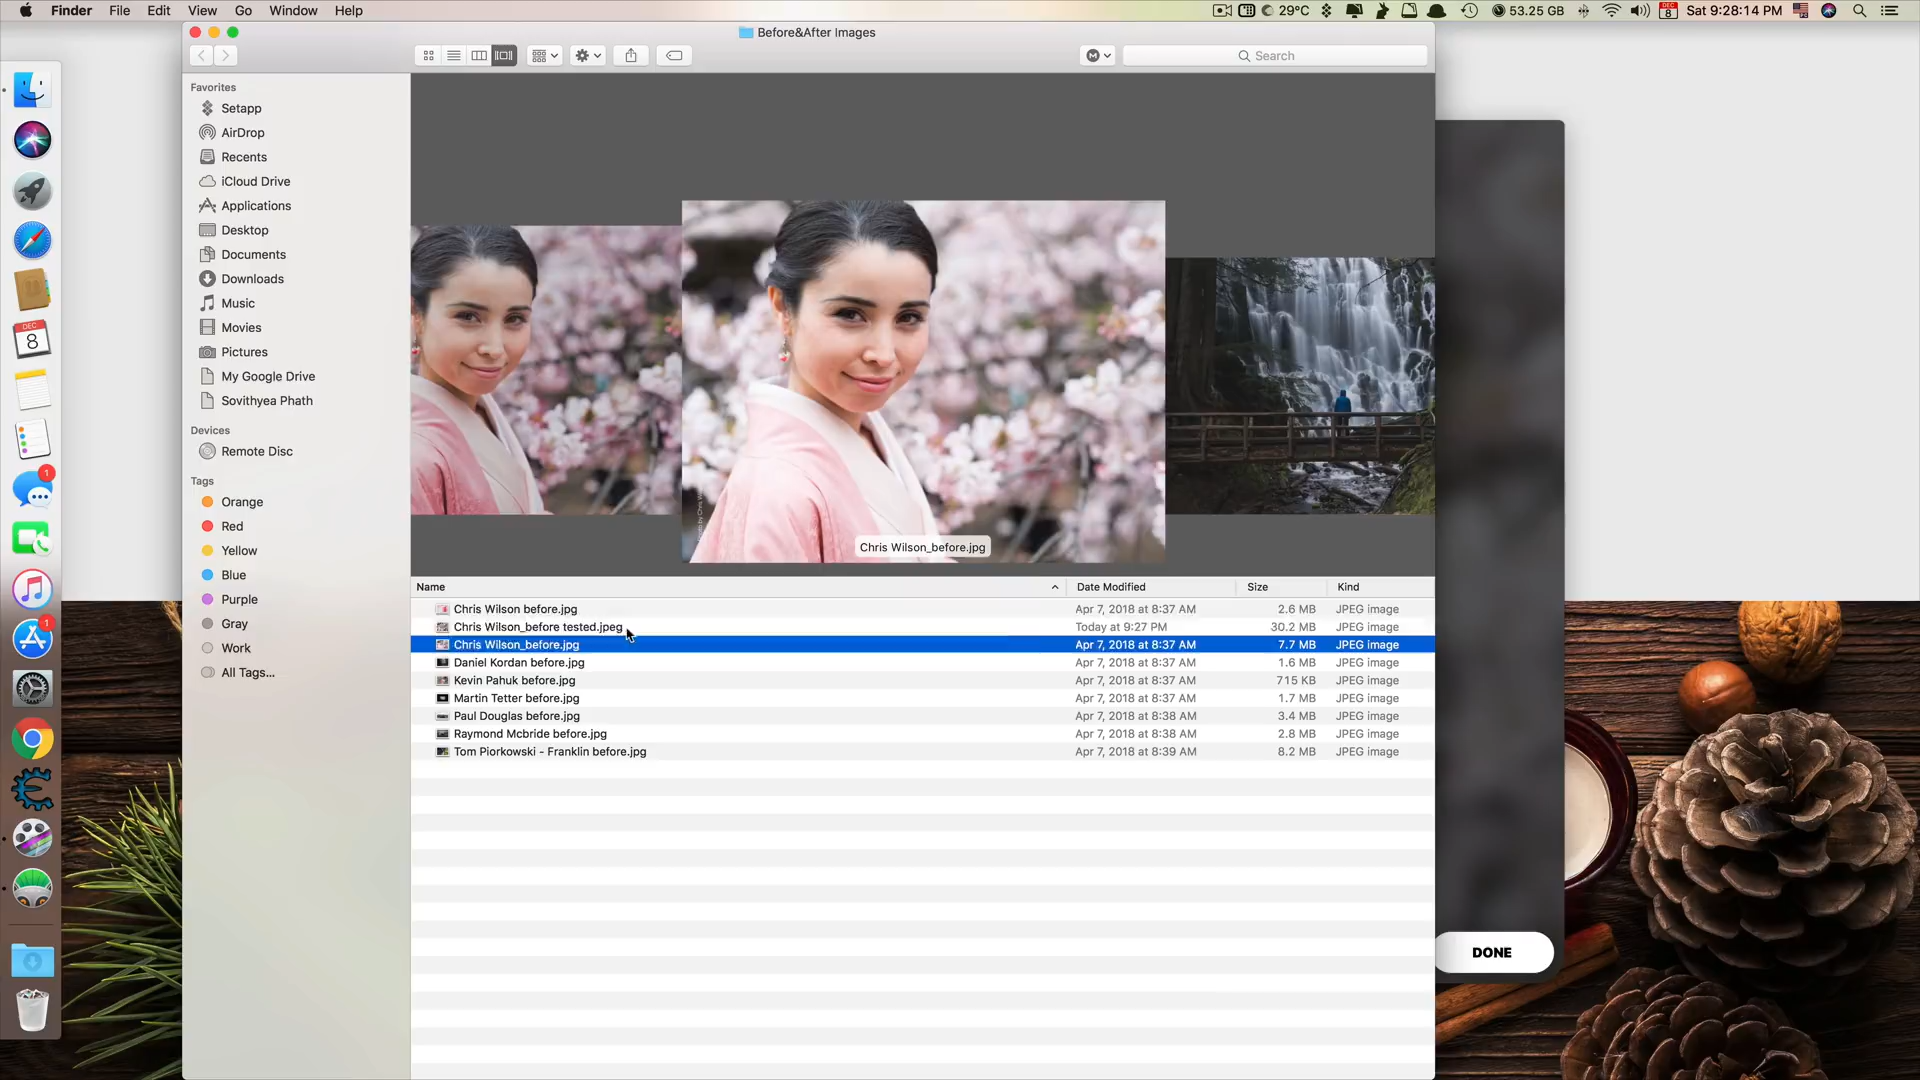 Finder File Edit View Go Window Help
29°C 53.25 GB DEC 8 Sat 9:28:14 PM
Before&After Images
M
Search
Favorites
Setapp
AirDrop
Recents
iCloud Drive
Applications
Desktop
Documents
Downloads
Music
Movies
Pictures
My Google Drive
Sovithyea Phath
Devices
Remote Disc
Tags
Orange
Red
Yellow
Blue
Purple
Gray
Work
All Tags...
DEC
8
1
1
Chris Wilson_before.jpg
Name Date Modified Size Kind
Chris Wilson before.jpg Apr 7, 2018 at 8:37 AM 2.6 MB JPEG image
Chris Wilson_before tested.jpeg Today at 9:27 PM 30.2 MB JPEG image
Chris Wilson_before.jpg Apr 7, 2018 at 8:37 AM 7.7 MB JPEG image
Daniel Kordan before.jpg Apr 7, 2018 at 8:37 AM 1.6 MB JPEG image
Kevin Pahuk before.jpg Apr 7, 2018 at 8:37 AM 715 KB JPEG image
Martin Tetter before.jpg Apr 7, 2018 at 8:37 AM 1.7 MB JPEG image
Paul Douglas before.jpg Apr 7, 2018 at 8:38 AM 3.4 MB JPEG image
Raymond Mcbride before.jpg Apr 7, 2018 at 8:38 AM 2.8 MB JPEG image
Tom Piorkowski - Franklin before.jpg Apr 7, 2018 at 8:39 AM 8.2 MB JPEG image
DONE